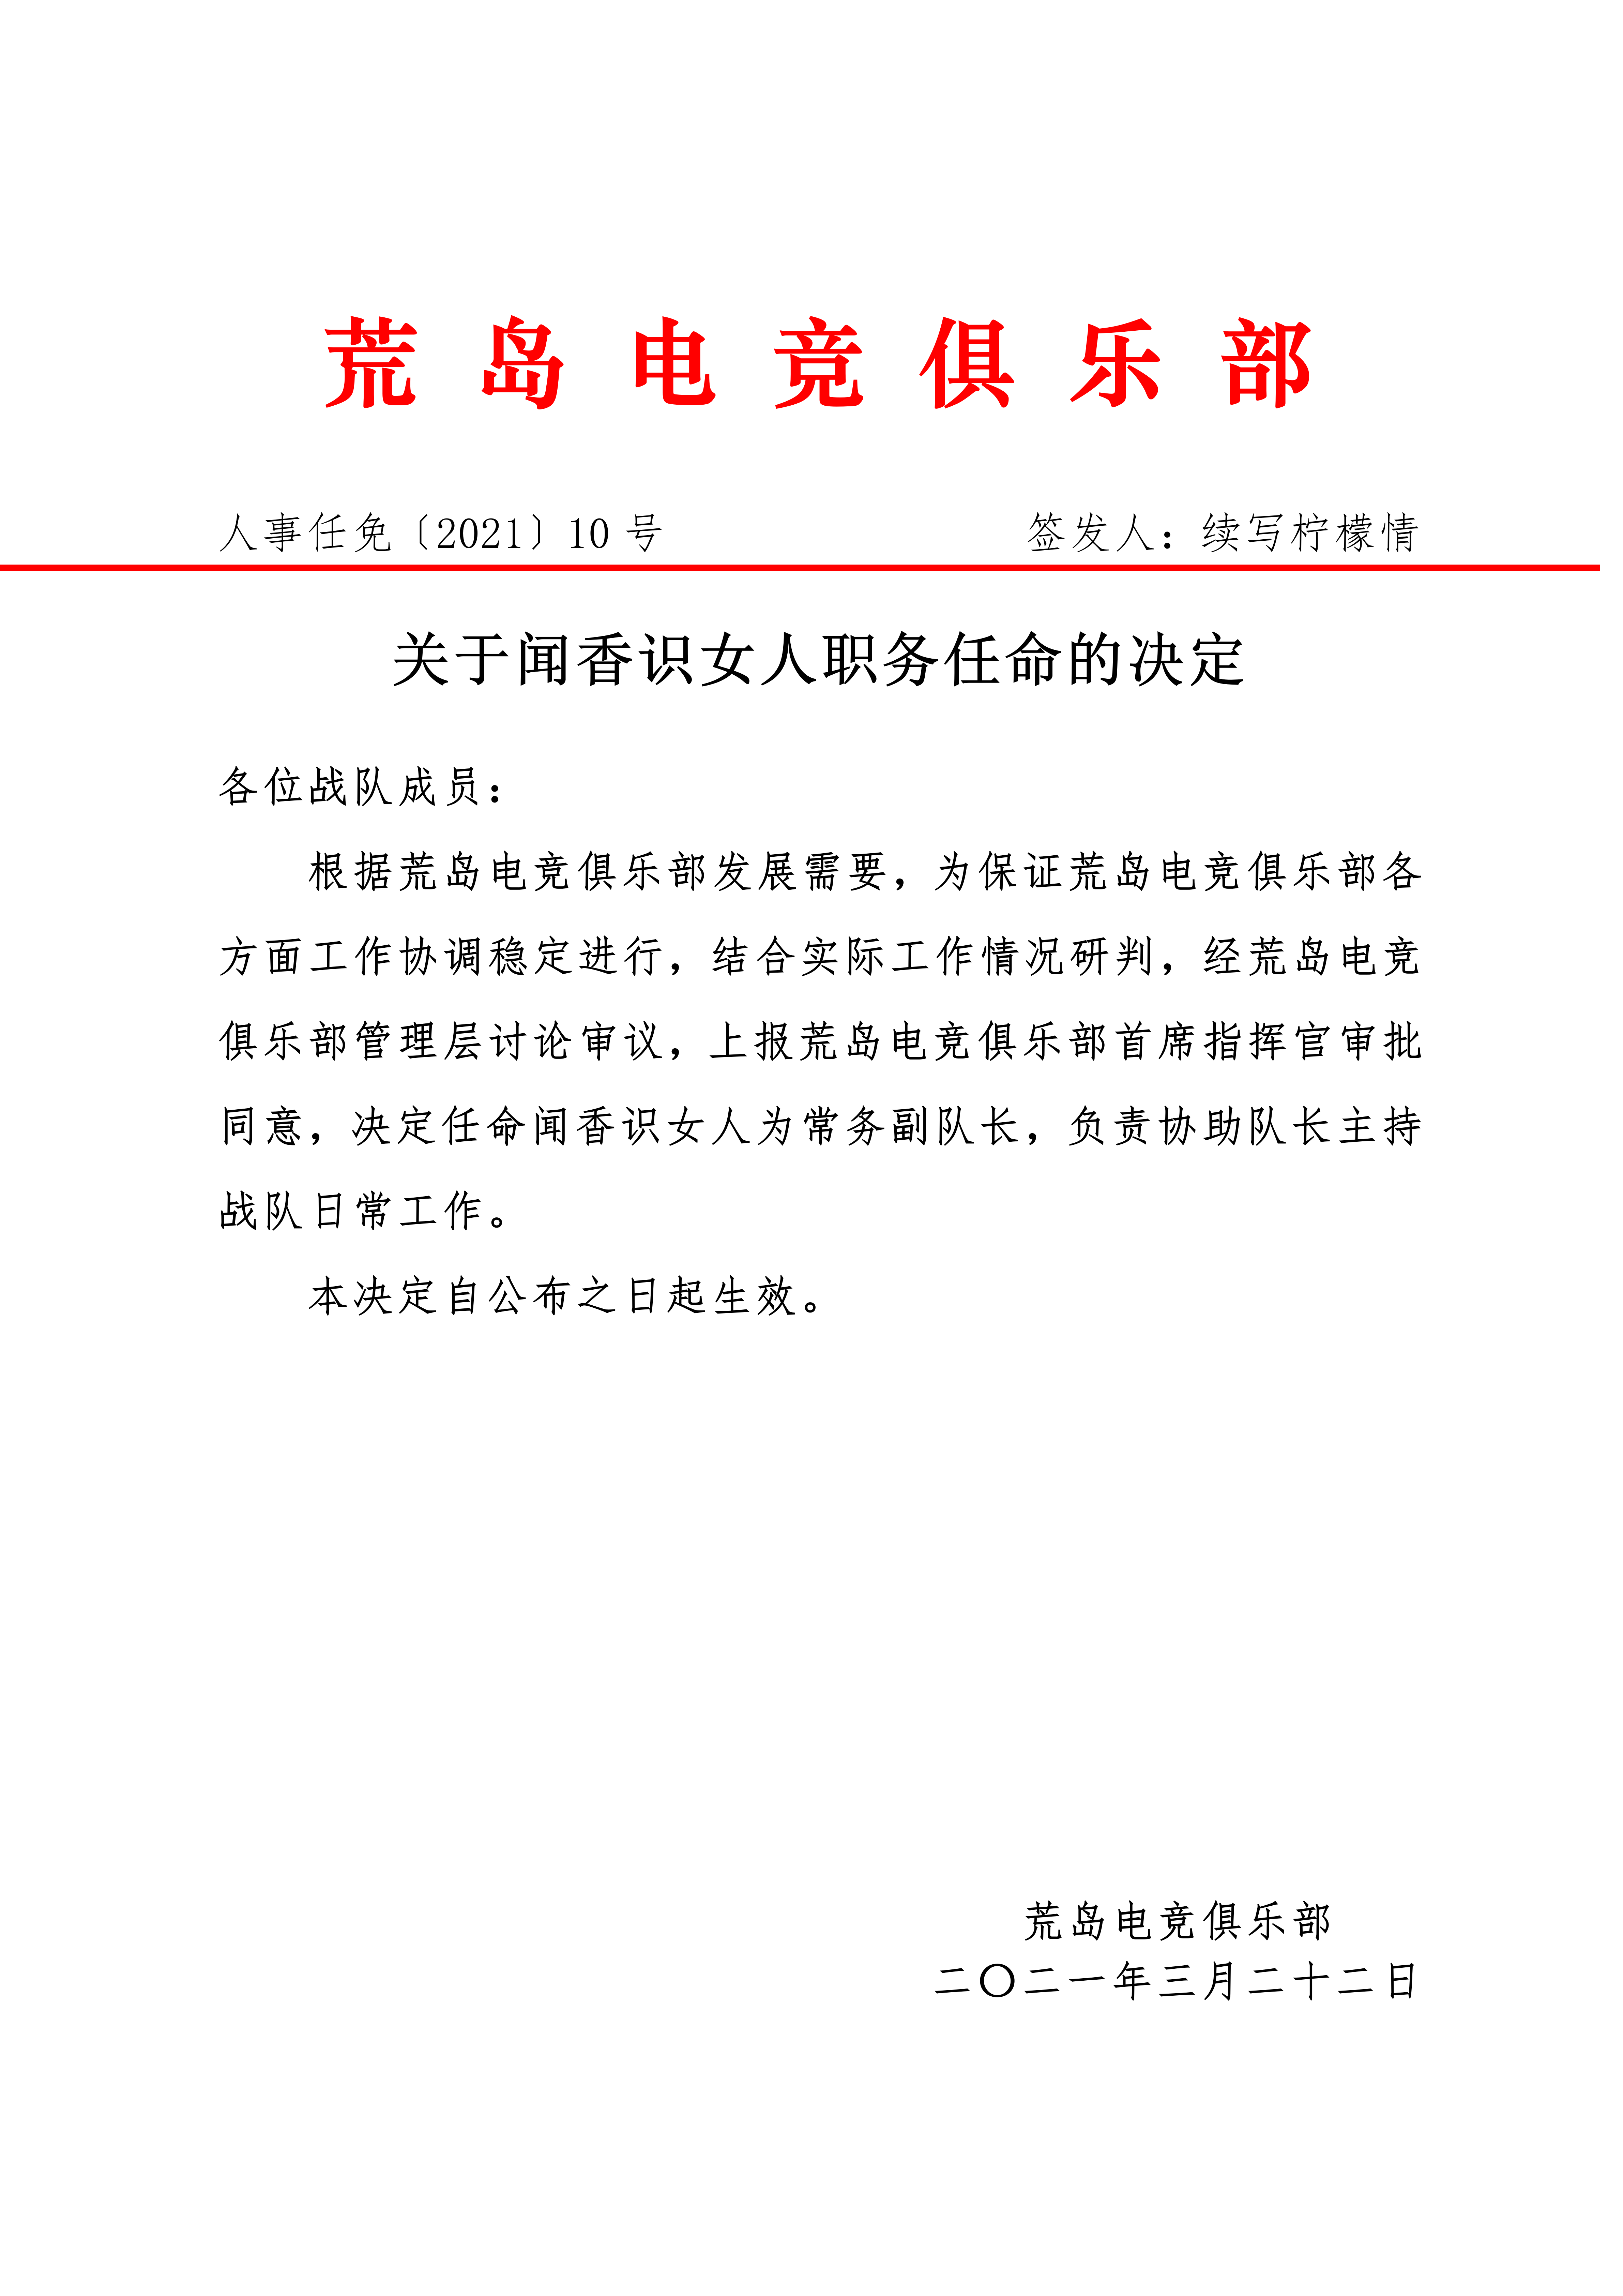 荒岛电竞俱乐部
人事任免〔2021〕10 号
签发人：续写柠檬情
关于闻香识女人职务任命的决定
各位战队成员：
根据荒岛电竞俱乐部发展需要，为保证荒岛电竞俱乐部各
方面工作协调稳定进行，结合实际工作情况研判，经荒岛电竞
俱乐部管理层讨论审议，上报荒岛电竞俱乐部首席指挥官审批
同意，决定任命闻香识女人为常务副队长，负责协助队长主持
战队日常工作。
本决定自公布之日起生效。
荒岛电竞俱乐部
二〇二一年三月二十二日